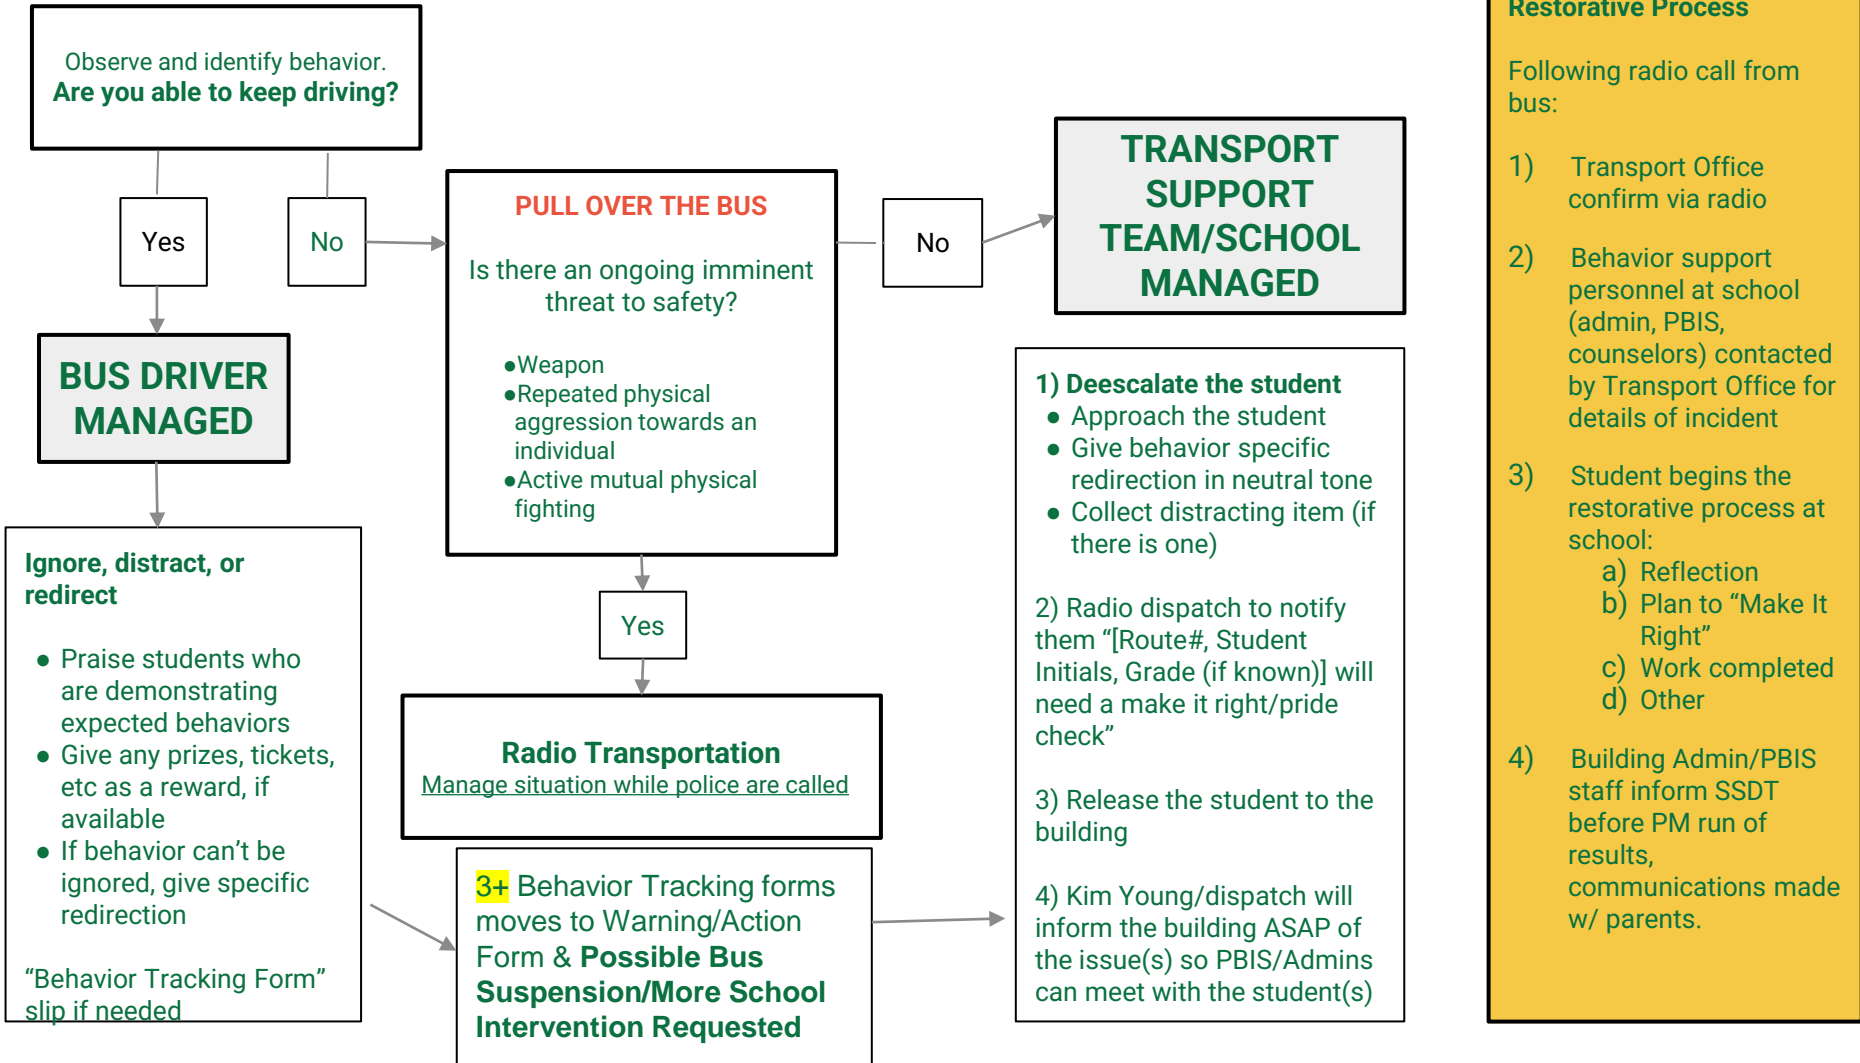 Observe and identify behavior.
Are you able to keep driving?
Yes
No
BUS DRIVER
MANAGED
Ignore, distract, or
redirect
● Praise students who
are demonstrating
expected behaviors
● Give any prizes, tickets,
etc as a reward, if
available
● If behavior can't be
ignored, give specific
redirection
“Behavior Tracking Form”
slip if needed
PULL OVER THE BUS
Is there an ongoing imminent
threat to safety?
●Weapon
●Repeated physical
aggression towards an
individual
●Active mutual physical
fighting
Yes
Radio Transportation
Manage situation while police are called
3+ Behavior Tracking forms
moves to Warning/Action
Form & Possible Bus
Suspension/More School
Intervention Requested
No
TRANSPORT
SUPPORT
TEAM/SCHOOL
MANAGED
1) Deescalate the student
● Approach the student
● Give behavior specific
redirection in neutral tone
● Collect distracting item (if
there is one)
2) Radio dispatch to notify
them “[Route#, Student
Initials, Grade (if known)] will
need a make it right/pride
check”
3) Release the student to the
building
4) Kim Young/dispatch will
inform the building ASAP of
the issue(s) so PBIS/Admins
can meet with the student(s)
Restorative Process
Following radio call from
bus:
1) Transport Office
confirm via radio
2) Behavior support
personnel at school
(admin, PBIS,
counselors) contacted
by Transport Office for
details of incident
3) Student begins the
restorative process at
school:
a) Reflection
b) Plan to “Make It
Right”
c) Work completed
d) Other
4) Building Admin/PBIS
staff inform SSDT
before PM run of
results,
communications made
w/ parents.